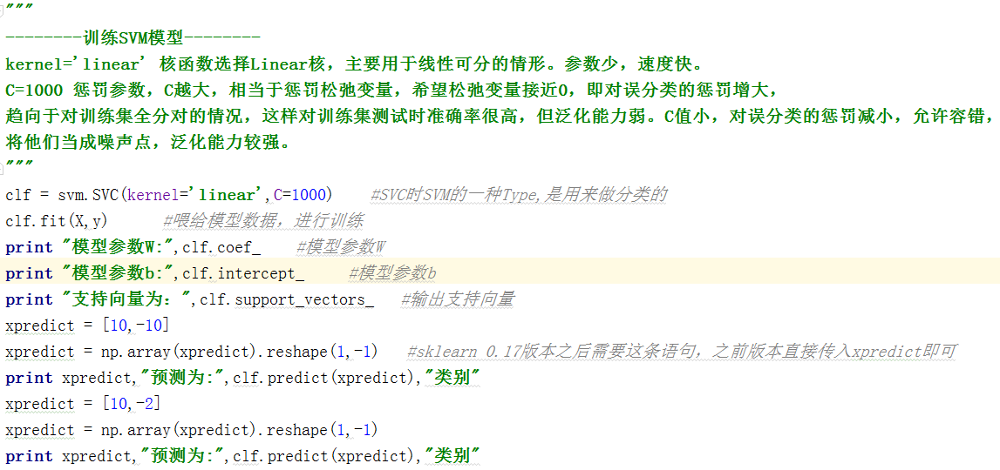 """
--------训练SVM模型--------
kernel='linear' 核函数选择Linear核，主要用于线性可分的情形。参数少，速度快。
C=1000 惩罚参数，C越大，相当于惩罚松弛变量，希望松弛变量接近0，即对误分类的惩罚增大，
趋向于对训练集全分对的情况，这样对训练集测试时准确率很高，但泛化能力弱。C值小，对误分类的惩罚减小，允许容错，
将他们当成噪声点，泛化能力较强。
"""
clf = svm.SVC(kernel='linear',C=1000)    #SVC时SVM的一种Type,是用来做分类的
clf.fit(X,y)      #喂给模型数据，进行训练
print "模型参数W:",clf.coef_    #模型参数W
print "模型参数b:",clf.intercept_     #模型参数b
print "支持向量为：",clf.support_vectors_   #输出支持向量
xpredict = [10,-10]
xpredict = np.array(xpredict).reshape(1,-1)   #sklearn 0.17版本之后需要这条语句，之前版本直接传入xpredict即可
print xpredict,"预测为:",clf.predict(xpredict),"类别"
xpredict = [10,-2]
xpredict = np.array(xpredict).reshape(1,-1)
print xpredict,"预测为:",clf.predict(xpredict),"类别"